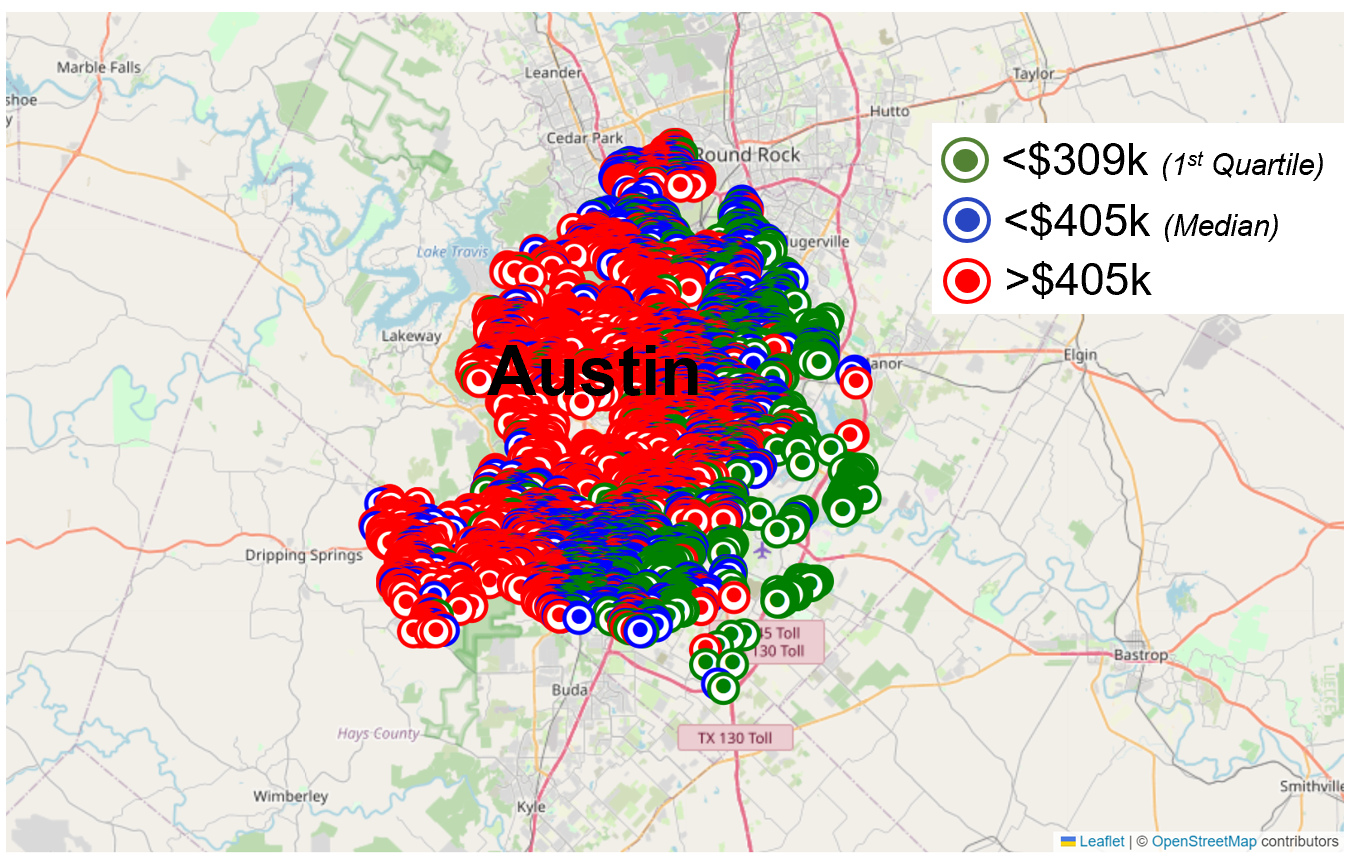 Marble Falls
Leander
Taylor
shoe
y
Hutto
Cedar Park
Round Rock
<$309k (1st Quartile)
<$405k (Median)
>$405k
Lake Travis
ugerville
Lakeway
Austin
anor
Elgin
Dripping Springs
45 Toll
130 Toll
Bastrop
Buda
Hays County
TX 130 Toll
Smithville
Wimberley
Kyle
Leaflet | © OpenStreetMap contributors